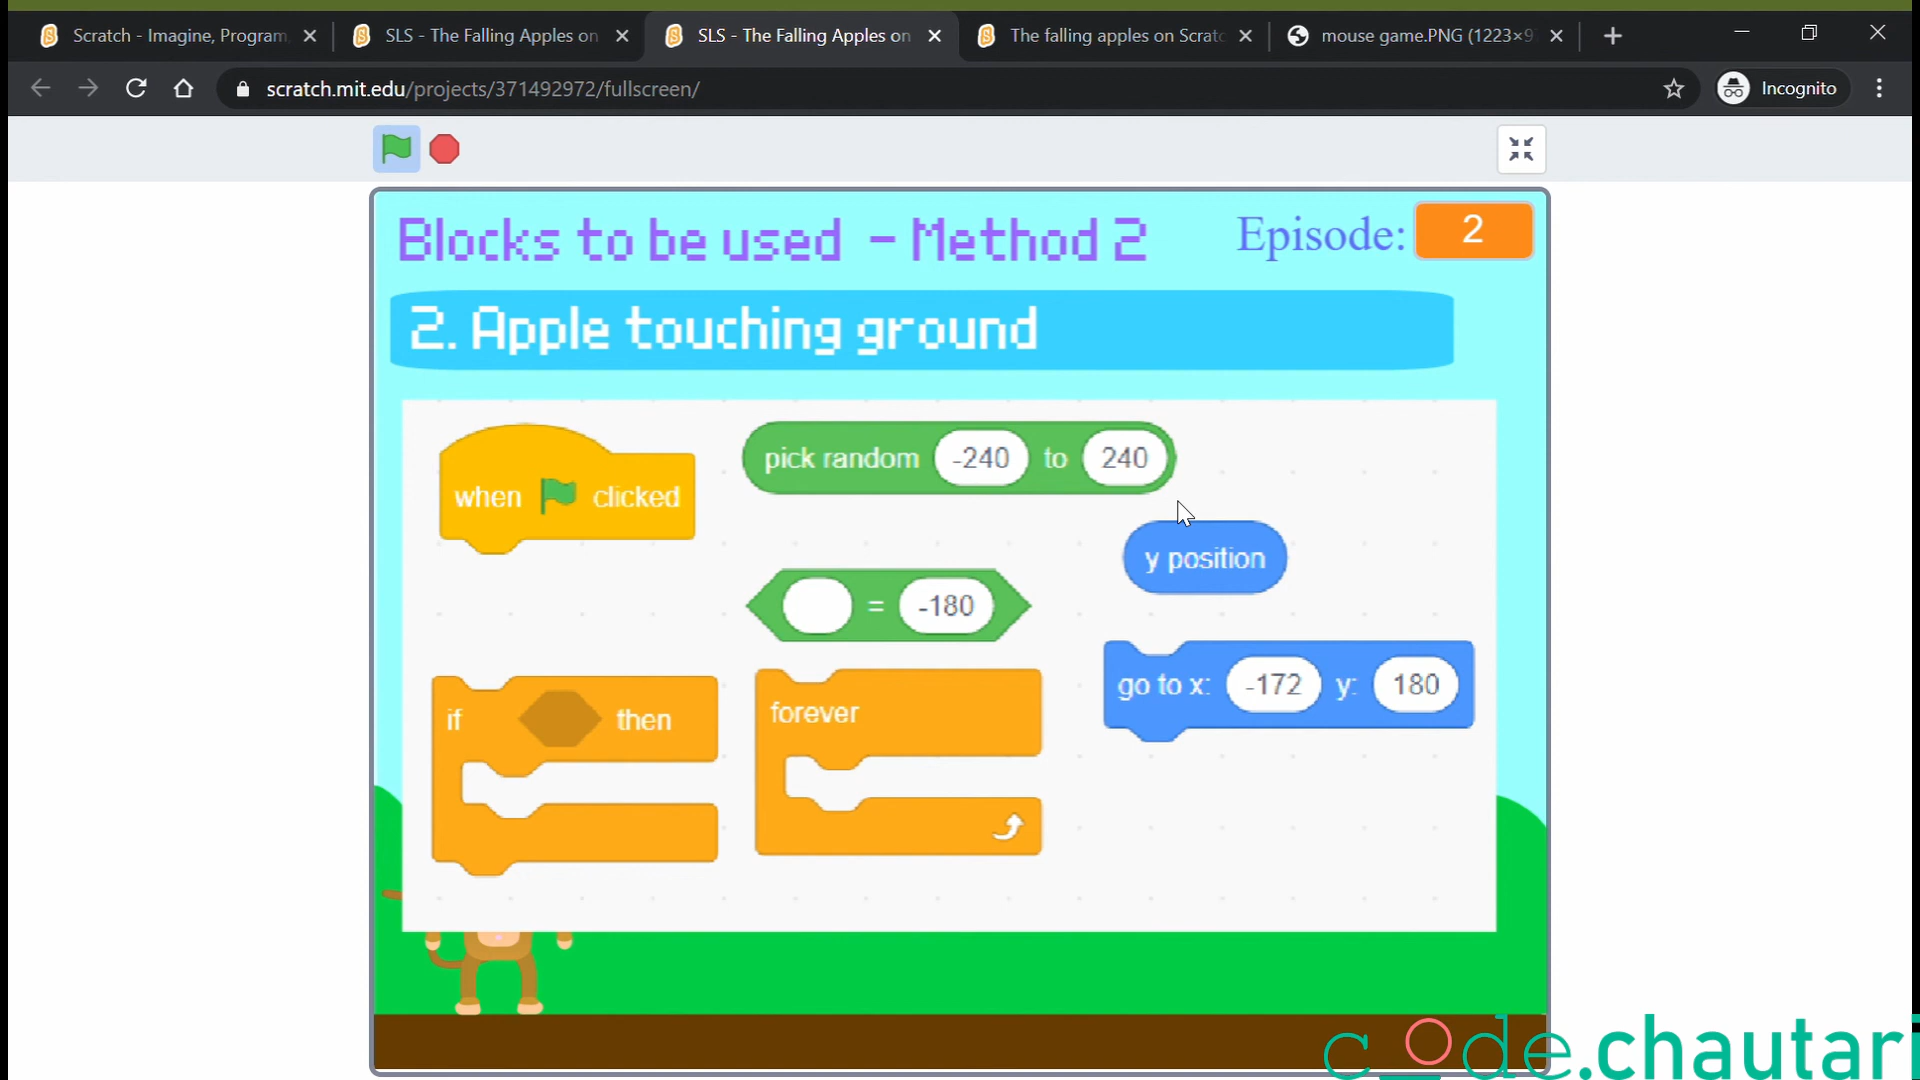 Scratch - Imagine, Program,
SLS - The Falling Apples on
SLS - The Falling Apples on
The falling apples on Scratc
mouse game.PNG (1223×9
scratch.mit.edu/projects/371492972/fullscreen/
Incognito
Blocks to be used - Method 2
Episode: 2
2. Apple touching ground
when clicked
pick random -240 to 240
y position
= -180
if then
forever
go to x: -172 y: 180
code.chautari